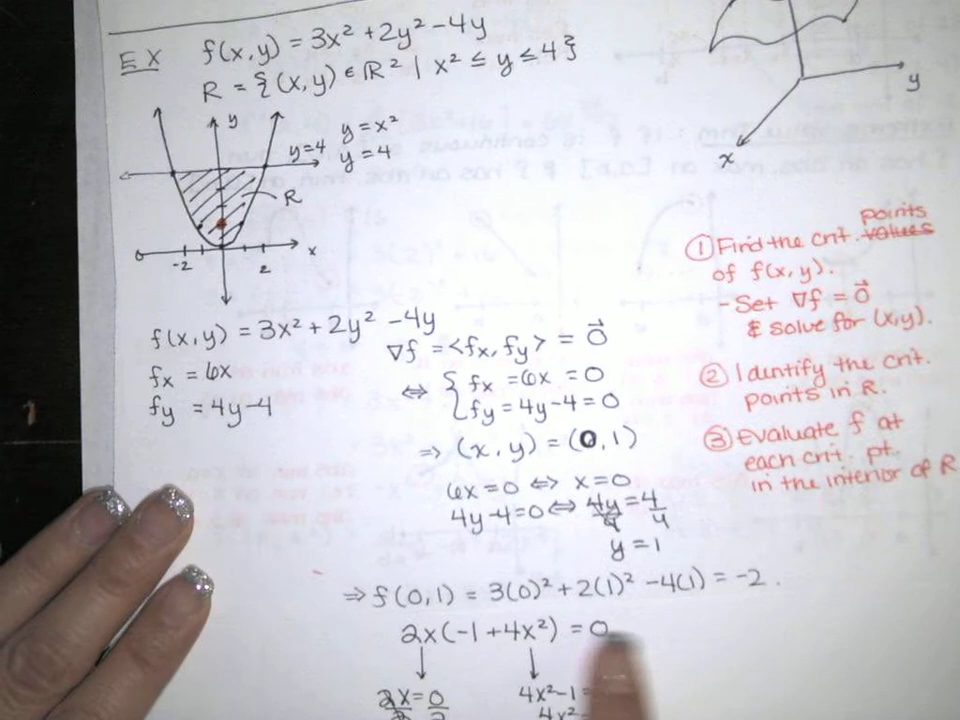 EX f(x,y) = 3x² + 2y² - 4y
R = {(x,y) ∈ ℝ² | x² ≤ y ≤ 4}
y
y=4
y = x²
y = 4
R
-2 2 x
y
x
f(x,y) = 3x² + 2y² - 4y
fx = 6x
fy = 4y-4
∇f = <fx, fy> = 0⃗
⇔ { fx = 6x = 0
fy = 4y-4 = 0
⇒ (x, y) = (0, 1)
6x = 0 ⇔ x = 0
4y-4=0 ⇔ 4y/4 = 4/4
y = 1
⇒ f(0,1) = 3(0)² + 2(1)² - 4(1) = -2.
2x(-1 + 4x²) = 0
2x/2 = 0/2
4x²-1=
4x²
① Find the crit. points values
of f(x,y).
- Set ∇f = 0⃗
& solve for (x,y).
② Identify the crit.
points in R.
③ Evaluate f at
each crit. pt.
in the interior of R